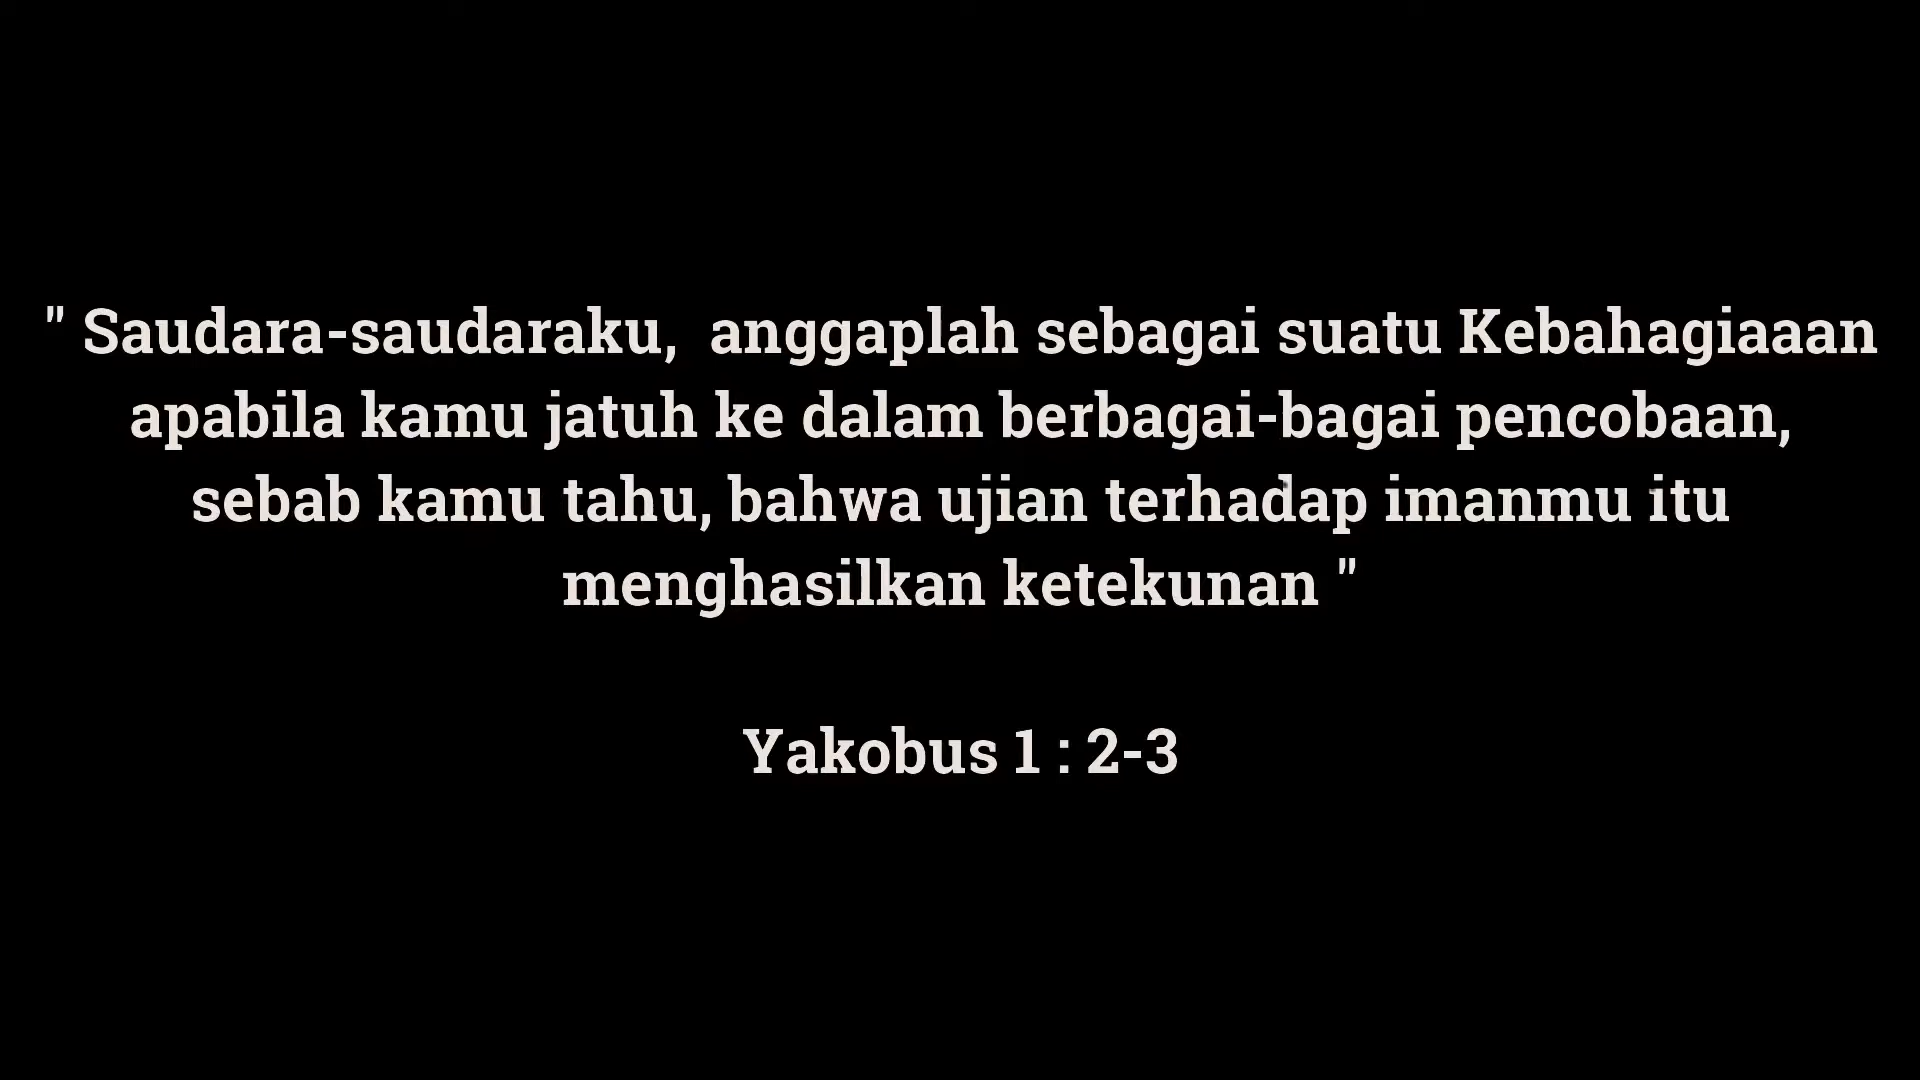 " Saudara-saudaraku,  anggaplah sebagai suatu Kebahagiaaan
apabila kamu jatuh ke dalam berbagai-bagai pencobaan,
sebab kamu tahu, bahwa ujian terhadap imanmu itu
menghasilkan ketekunan "
Yakobus 1 : 2-3